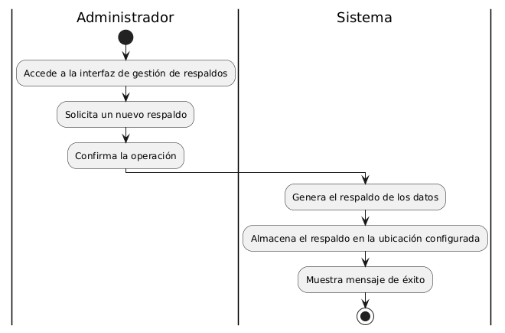 Administrador
Sistema
Accede a la interfaz de gestión de respaldos
Solicita un nuevo respaldo
Confirma la operación
Genera el respaldo de los datos
Almacena el respaldo en la ubicación configurada
Muestra mensaje de éxito